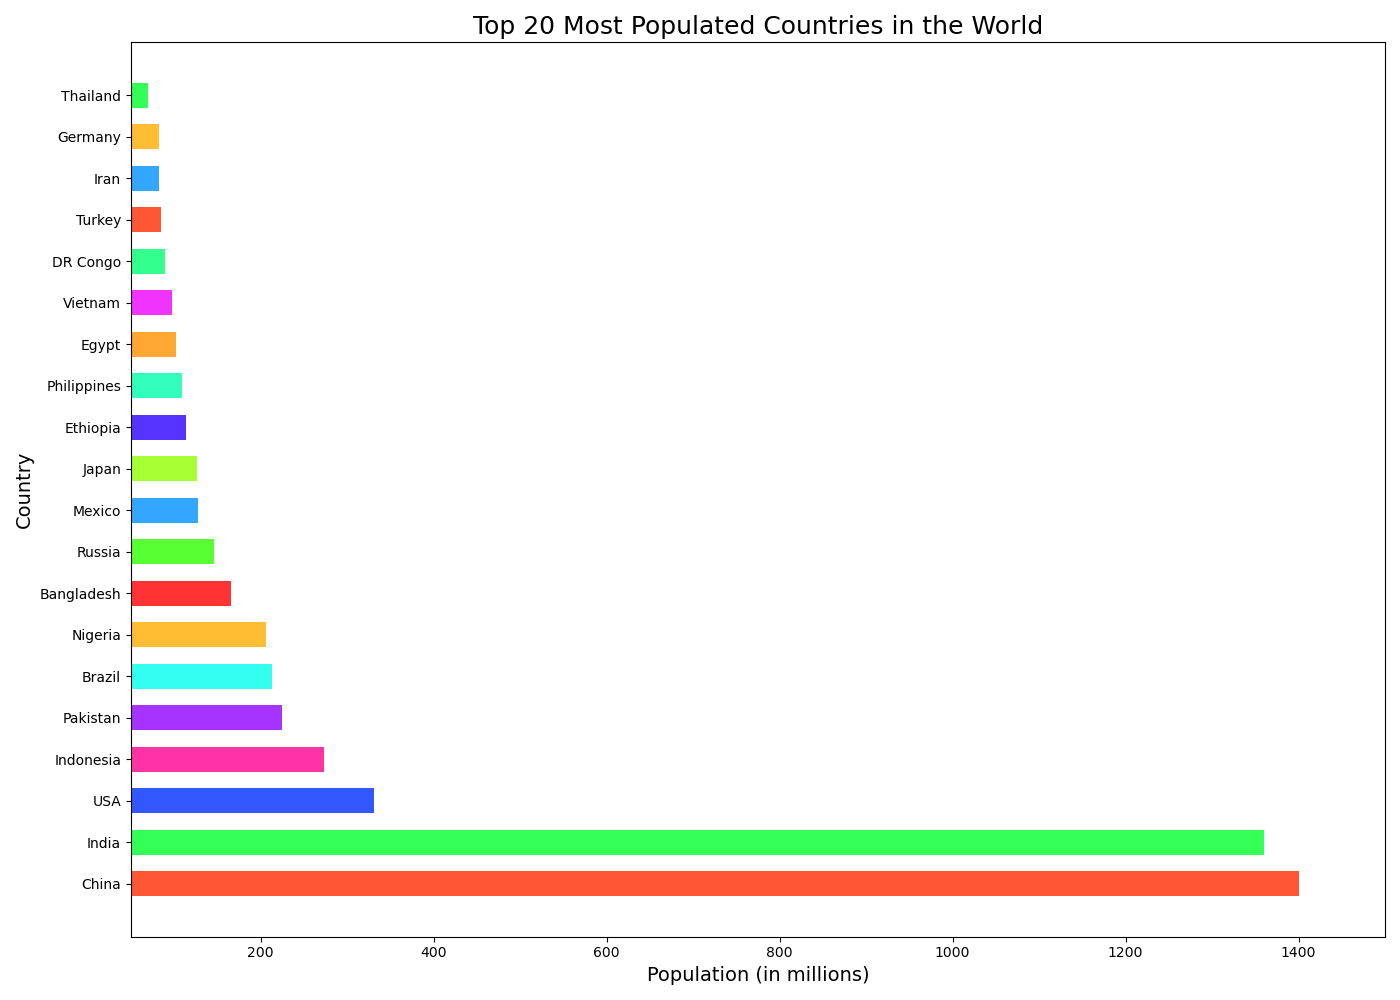 Top 20 Most Populated Countries in the World
Thailand
Germany
Iran
Turkey
DR Congo
Vietnam
Egypt
Philippines
Ethiopia
Japan
Mexico
Russia
Bangladesh
Nigeria
Brazil
Pakistan
Indonesia
USA
India
China
Country
200 400 600 800 1000 1200 1400
Population (in millions)